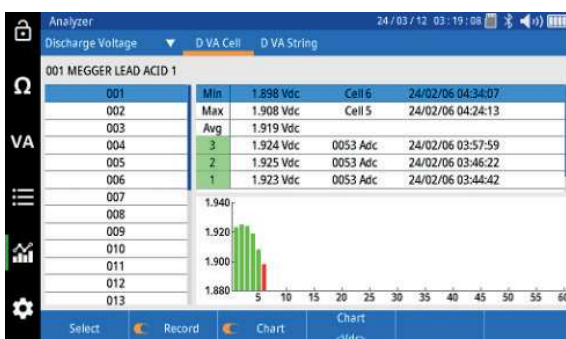 Analyzer 24/03/12 03:19:08
Discharge Voltage ▼ D VA Cell D VA String
001 MEGGER LEAD ACID 1
Ω
VA
001
002
003
004
005
006
007
008
009
010
011
012
013
Min 1.898 Vdc Cell 6 24/02/06 04:34:07
Max 1.908 Vdc Cell 5 24/02/06 04:24:13
Avg 1.919 Vdc
3 1.924 Vdc 0053 Adc 24/02/06 03:57:59
2 1.925 Vdc 0053 Adc 24/02/06 03:46:22
1 1.923 Vdc 0053 Adc 24/02/06 03:44:42
1.940
1.920
1.900
1.880
5 10 15 20 25 30 35 40 45 50 55 60
Select Record Chart Chart
<Vdc>